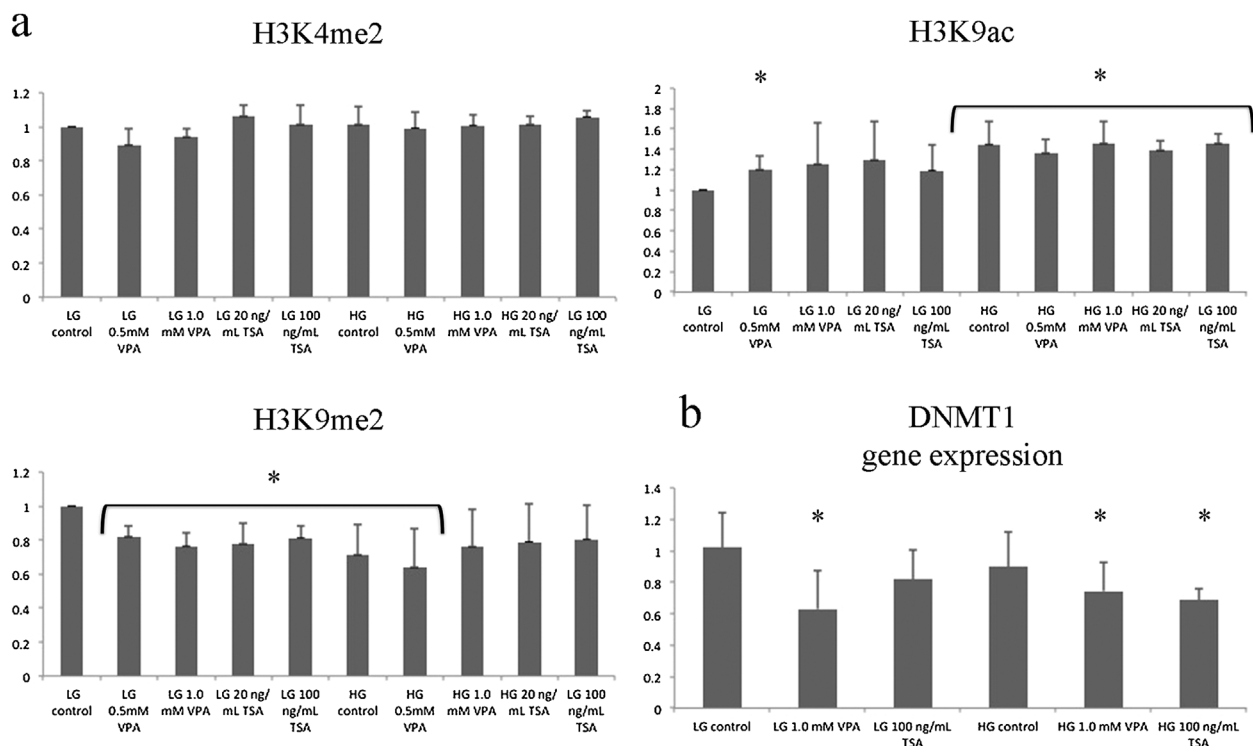 a
H3K4me2
1.2
1
0.8
0.6
0.4
0.2
0
LG control
LG 0.5mM VPA
LG 1.0 mM VPA
LG 20 ng/mL TSA
LG 100 ng/mL TSA
HG control
HG 0.5mM VPA
HG 1.0 mM VPA
HG 20 ng/mL TSA
LG 100 ng/mL TSA
H3K9ac
*
*
2
1.8
1.6
1.4
1.2
1
0.8
0.6
0.4
0.2
0
LG control
LG 0.5mM VPA
LG 1.0 mM VPA
LG 20 ng/mL TSA
LG 100 ng/mL TSA
HG control
HG 0.5mM VPA
HG 1.0 mM VPA
HG 20 ng/mL TSA
LG 100 ng/mL TSA
H3K9me2
*
1.2
1
0.8
0.6
0.4
0.2
0
LG control
LG 0.5mM VPA
LG 1.0 mM VPA
LG 20 ng/mL TSA
LG 100 ng/mL TSA
HG control
HG 0.5mM VPA
HG 1.0 mM VPA
HG 20 ng/mL TSA
LG 100 ng/mL TSA
b
DNMT1
gene expression
*
*
*
1.4
1.2
1
0.8
0.6
0.4
0.2
0
LG control
LG 1.0 mM VPA
LG 100 ng/mL TSA
HG control
HG 1.0 mM VPA
HG 100 ng/mL TSA